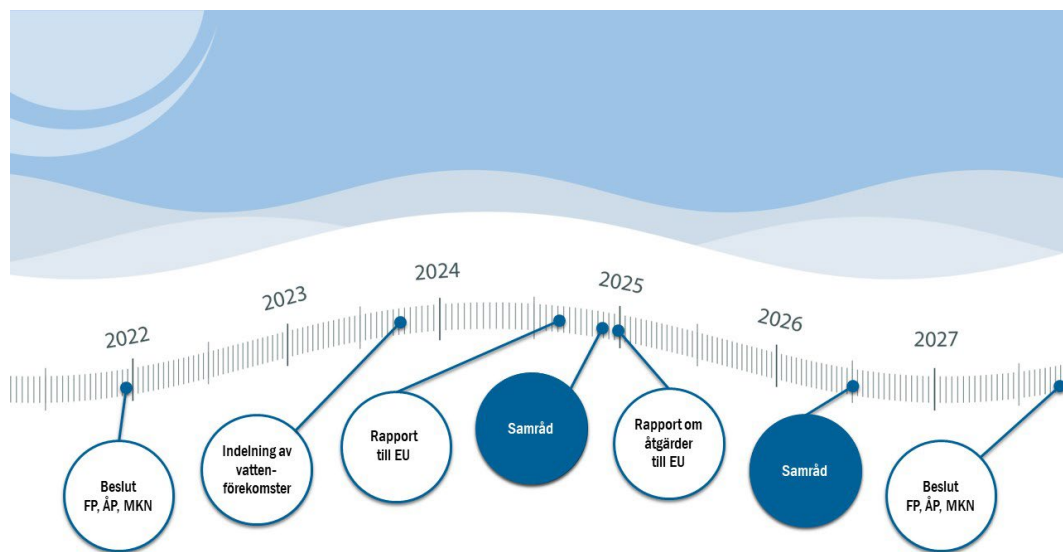 2022
2023
2024
2025
2026
2027
Beslut
FP, ÅP, MKN
Indelning av
vatten-
förekomster
Rapport
till EU
Samråd
Rapport om
åtgärder
till EU
Samråd
Beslut
FP, ÅP, MKN